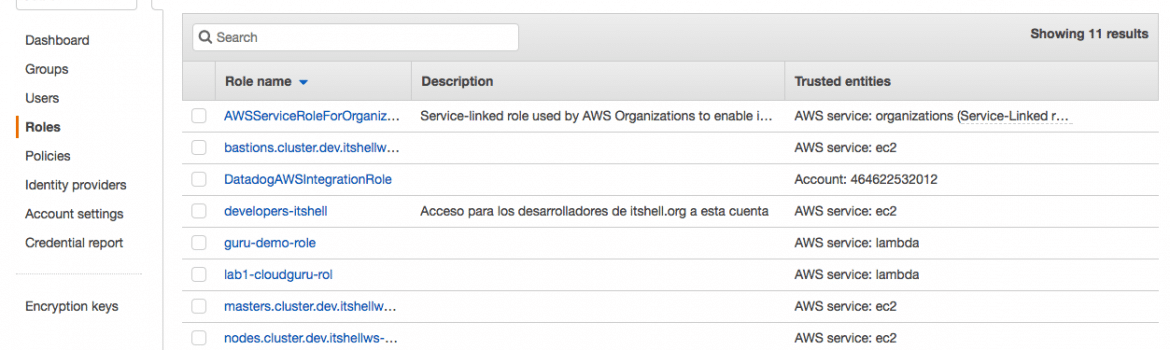 Search
Showing 11 results
Dashboard
Groups
Users
Roles
Policies
Identity providers
Account settings
Credential report
Encryption keys
Role name Description Trusted entities
AWSServiceRoleForOrganiz... Service-linked role used by AWS Organizations to enable i... AWS service: organizations (Service-Linked r...
bastions.cluster.dev.itshellw... AWS service: ec2
DatadogAWSIntegrationRole Account: 464622532012
developers-itshell Acceso para los desarrolladores de itshell.org a esta cuenta AWS service: ec2
guru-demo-role AWS service: lambda
lab1-cloudguru-rol AWS service: lambda
masters.cluster.dev.itshellw... AWS service: ec2
nodes.cluster.dev.itshellws-... AWS service: ec2